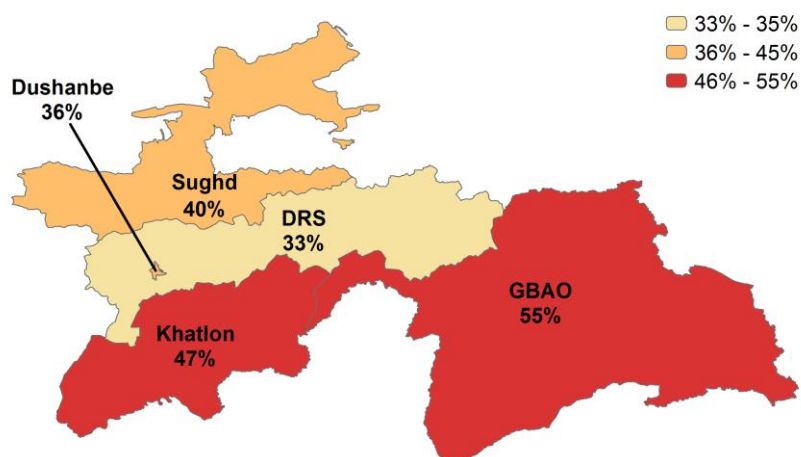 33% - 35%
36% - 45%
46% - 55%
Dushanbe
36%
Sughd
40%
DRS
33%
GBAO
55%
Khatlon
47%